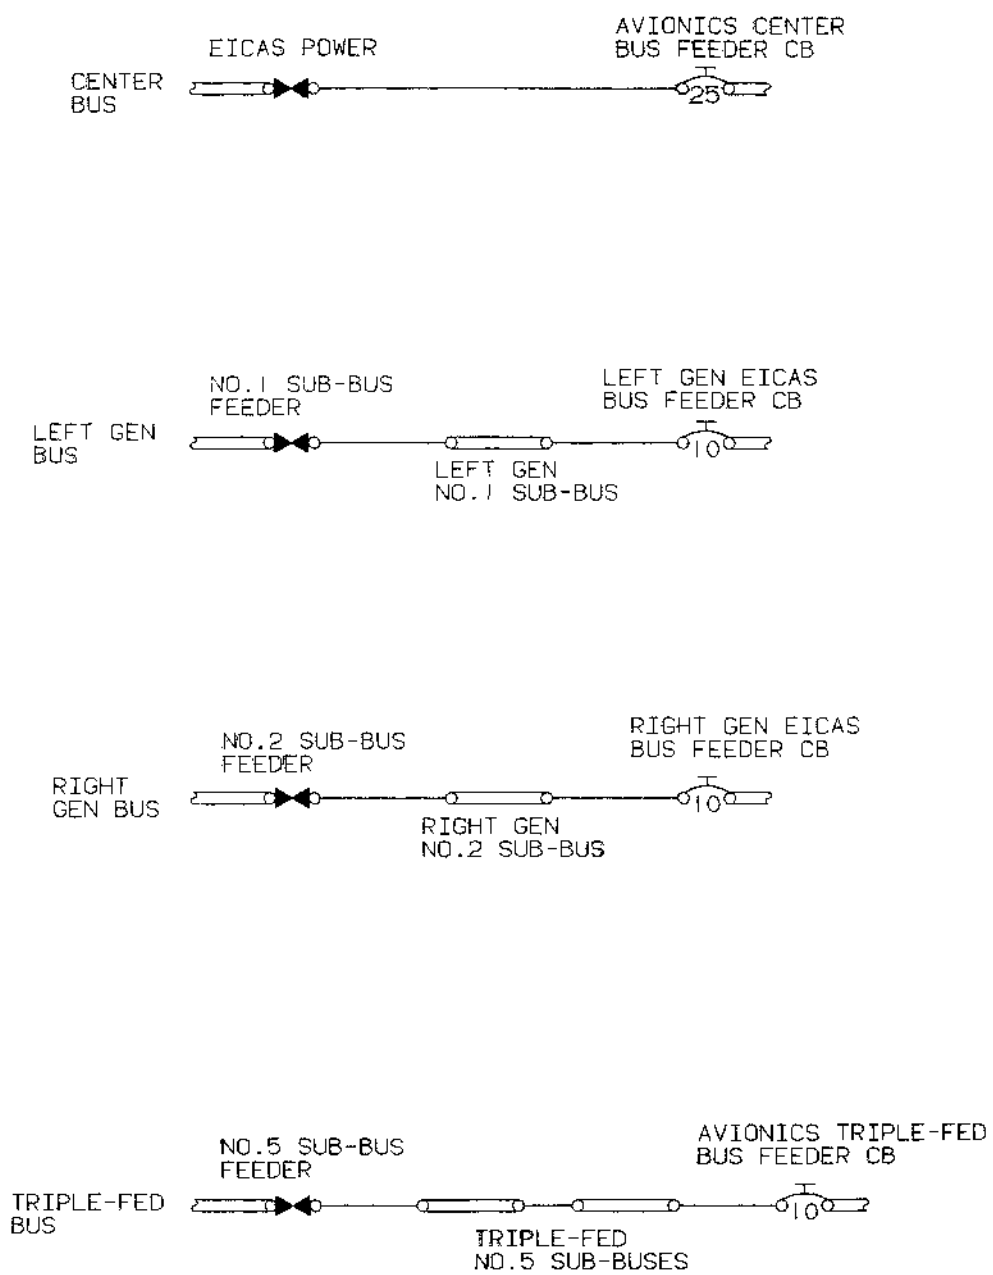 EICAS POWER
AVIONICS CENTER
BUS FEEDER CB
CENTER
BUS
25
NO.1 SUB-BUS
FEEDER
LEFT GEN EICAS
BUS FEEDER CB
LEFT GEN
BUS
10
LEFT GEN
NO.1 SUB-BUS
NO.2 SUB-BUS
FEEDER
RIGHT GEN EICAS
BUS FEEDER CB
RIGHT
GEN BUS
10
RIGHT GEN
NO.2 SUB-BUS
NO.5 SUB-BUS
FEEDER
AVIONICS TRIPLE-FED
BUS FEEDER CB
TRIPLE-FED
BUS
10
TRIPLE-FED
NO.5 SUB-BUSES